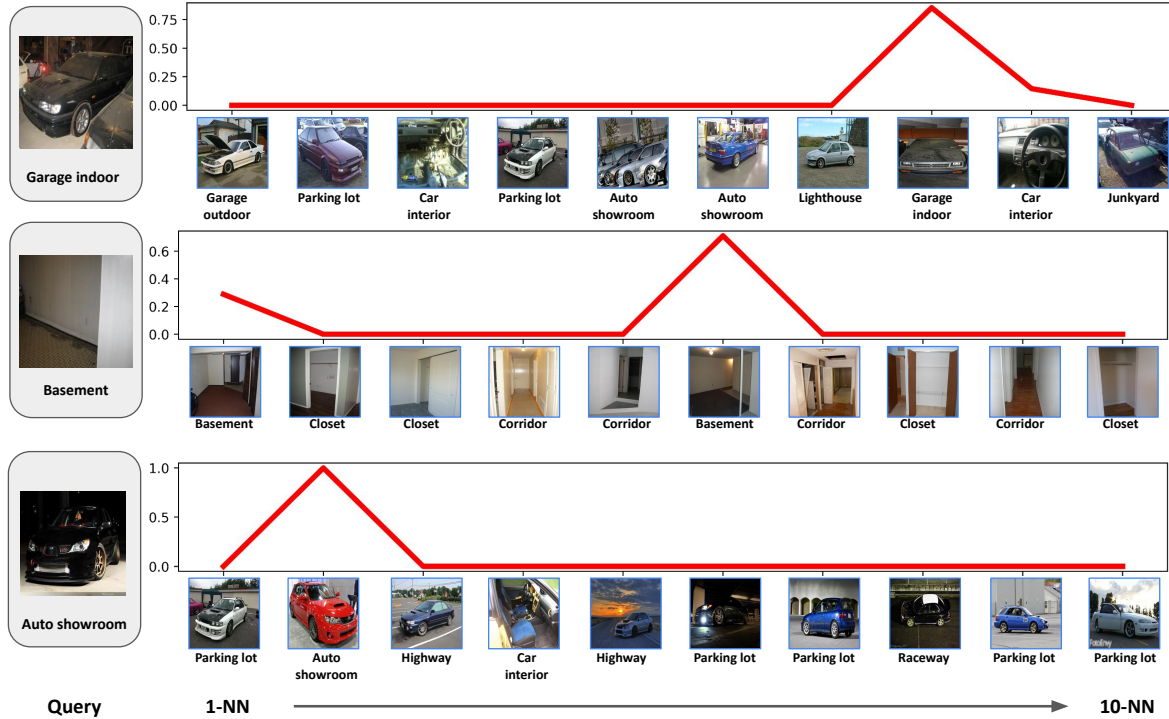 0.75
0.50
0.25
0.00
Garage indoor
Garage outdoor
Parking lot
Car interior
Parking lot
Auto showroom
Auto showroom
Lighthouse
Garage indoor
Car interior
Junkyard
0.6
0.4
0.2
0.0
Basement
Basement
Closet
Closet
Corridor
Corridor
Basement
Corridor
Closet
Corridor
Closet
1.0
0.5
0.0
Auto showroom
Parking lot
Auto showroom
Highway
Car interior
Highway
Parking lot
Parking lot
Raceway
Parking lot
Parking lot
Query
1-NN
10-NN